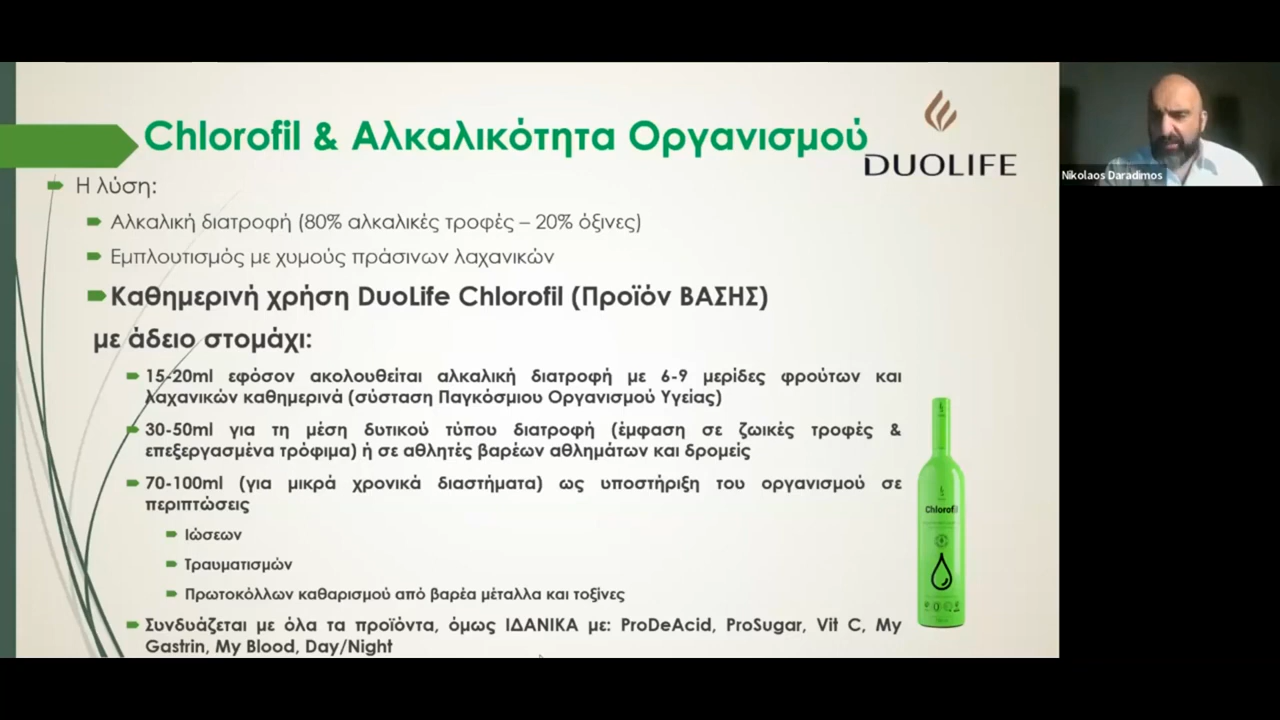 Chlorofil & Αλκαλικότητα Οργανισμού
DUOLIFE
Nikolaos Daradimos
Η λύση:
Αλκαλική διατροφή (80% αλκαλικές τροφές – 20% όξινες)
Εμπλουτισμός με χυμούς πράσινων λαχανικών
Καθημερινή χρήση DuoLife Chlorofil (Προϊόν ΒΑΣΗΣ)
με άδειο στομάχι:
15-20ml εφόσον ακολουθείται αλκαλική διατροφή με 6-9 μερίδες φρούτων και
λαχανικών καθημερινά (σύσταση Παγκόσμιου Οργανισμού Υγείας)
30-50ml για τη μέση δυτικού τύπου διατροφή (έμφαση σε ζωικές τροφές &
επεξεργασμένα τρόφιμα) ή σε αθλητές βαρέων αθλημάτων και δρομείς
70-100ml (για μικρά χρονικά διαστήματα) ως υποστήριξη του οργανισμού σε
περιπτώσεις
Ιώσεων
Τραυματισμών
Πρωτοκόλλων καθαρισμού από βαρέα μέταλλα και τοξίνες
Συνδυάζεται με όλα τα προϊόντα, όμως ΙΔΑΝΙΚΑ με: ProDeAcid, ProSugar, Vit C, My
Gastrin, My Blood, Day/Night
Chlorofil